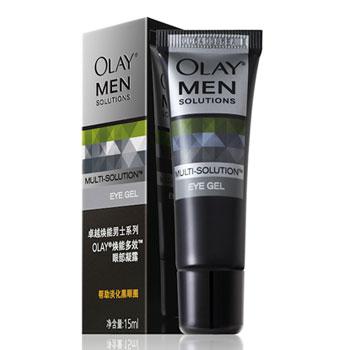 OLAY®
MEN
SOLUTIONS
MULTI-SOLUTION™
EYE GEL
卓越焕能男士系列
OLAY®焕能多效™
眼部凝露
帮助淡化黑眼圈
净含量:15ml
OLAY®
MEN
SOLUTIONS
MULTI-SOLUTION™
EYE GEL